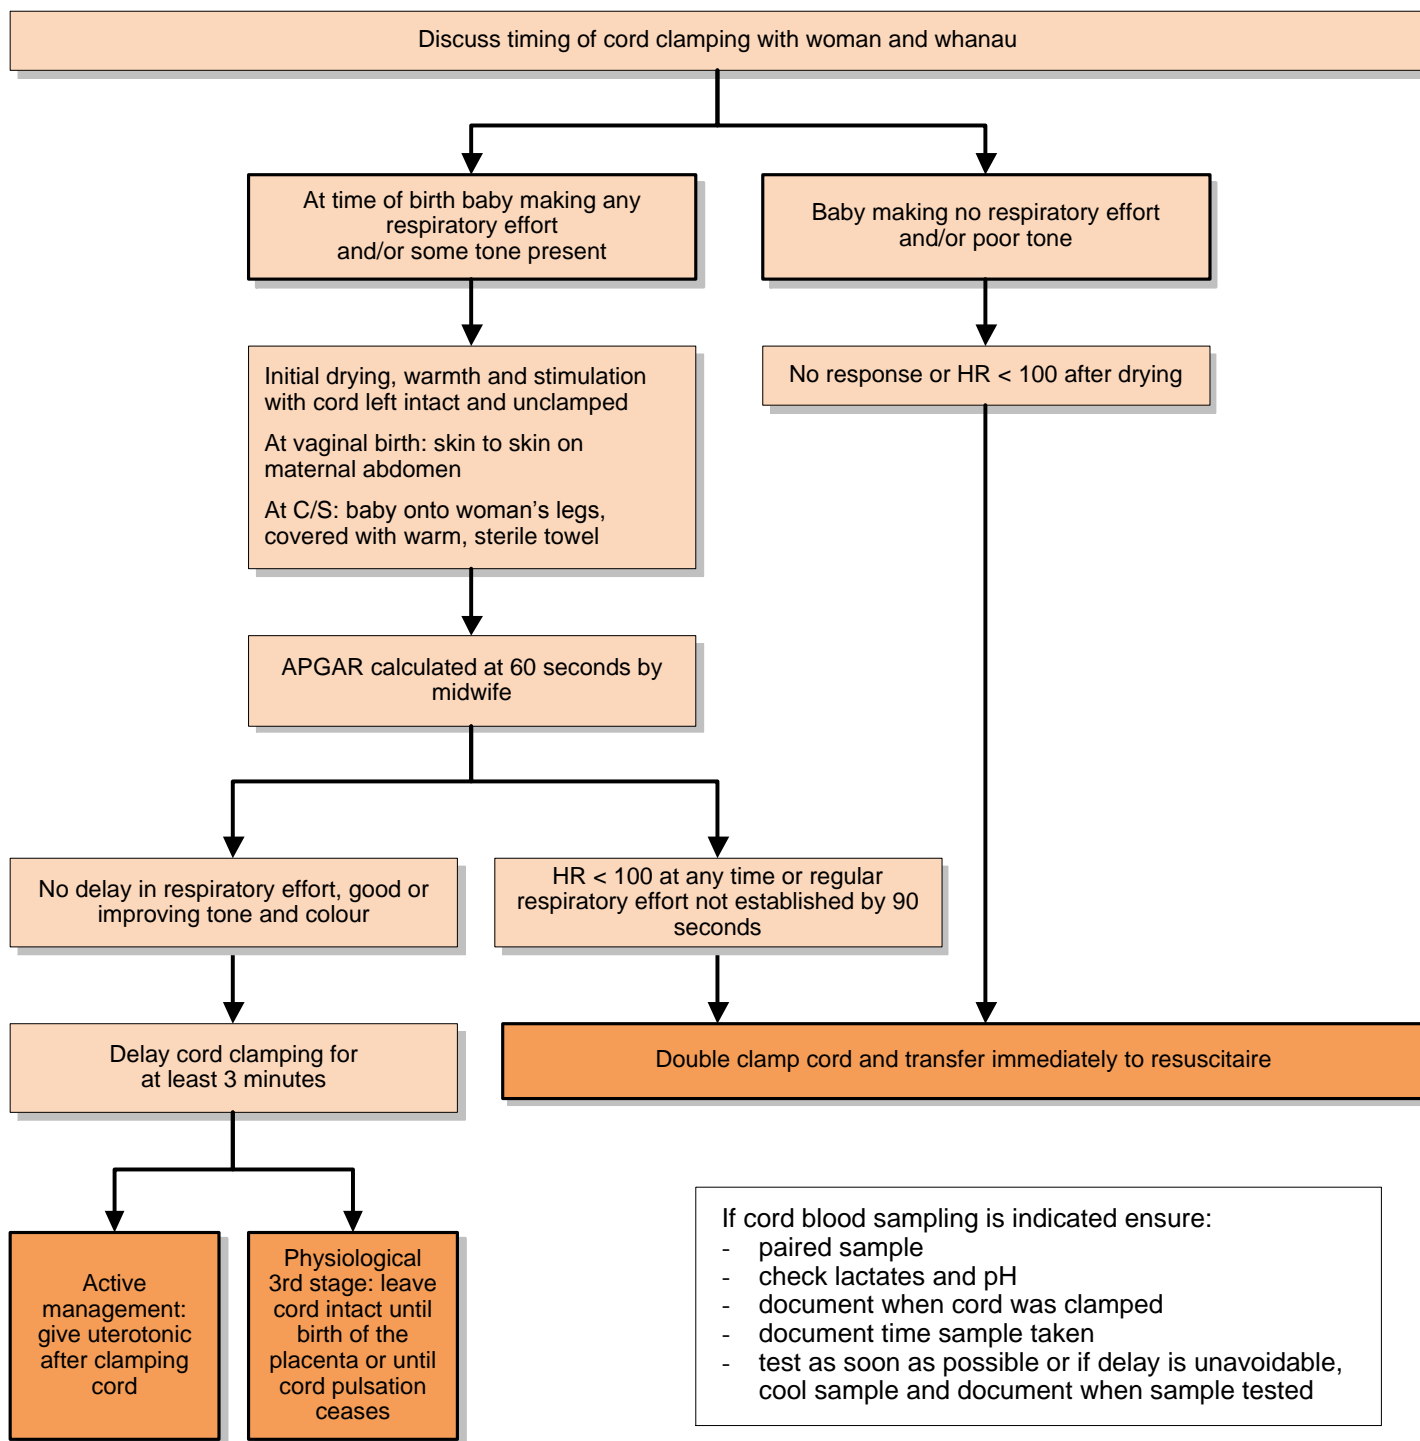 Discuss timing of cord clamping with woman and whanau
At time of birth baby making any
respiratory effort
and/or some tone present
Baby making no respiratory effort
and/or poor tone
Initial drying, warmth and stimulation
with cord left intact and unclamped
At vaginal birth: skin to skin on
maternal abdomen
At C/S: baby onto woman’s legs,
covered with warm, sterile towel
No response or HR < 100 after drying
APGAR calculated at 60 seconds by
midwife
No delay in respiratory effort, good or
improving tone and colour
HR < 100 at any time or regular
respiratory effort not established by 90
seconds
Delay cord clamping for
at least 3 minutes
Double clamp cord and transfer immediately to resuscitaire
Active
management:
give uterotonic
after clamping
cord
Physiological
3rd stage: leave
cord intact until
birth of the
placenta or until
cord pulsation
ceases
If cord blood sampling is indicated ensure:
- paired sample
- check lactates and pH
- document when cord was clamped
- document time sample taken
- test as soon as possible or if delay is unavoidable,
cool sample and document when sample tested